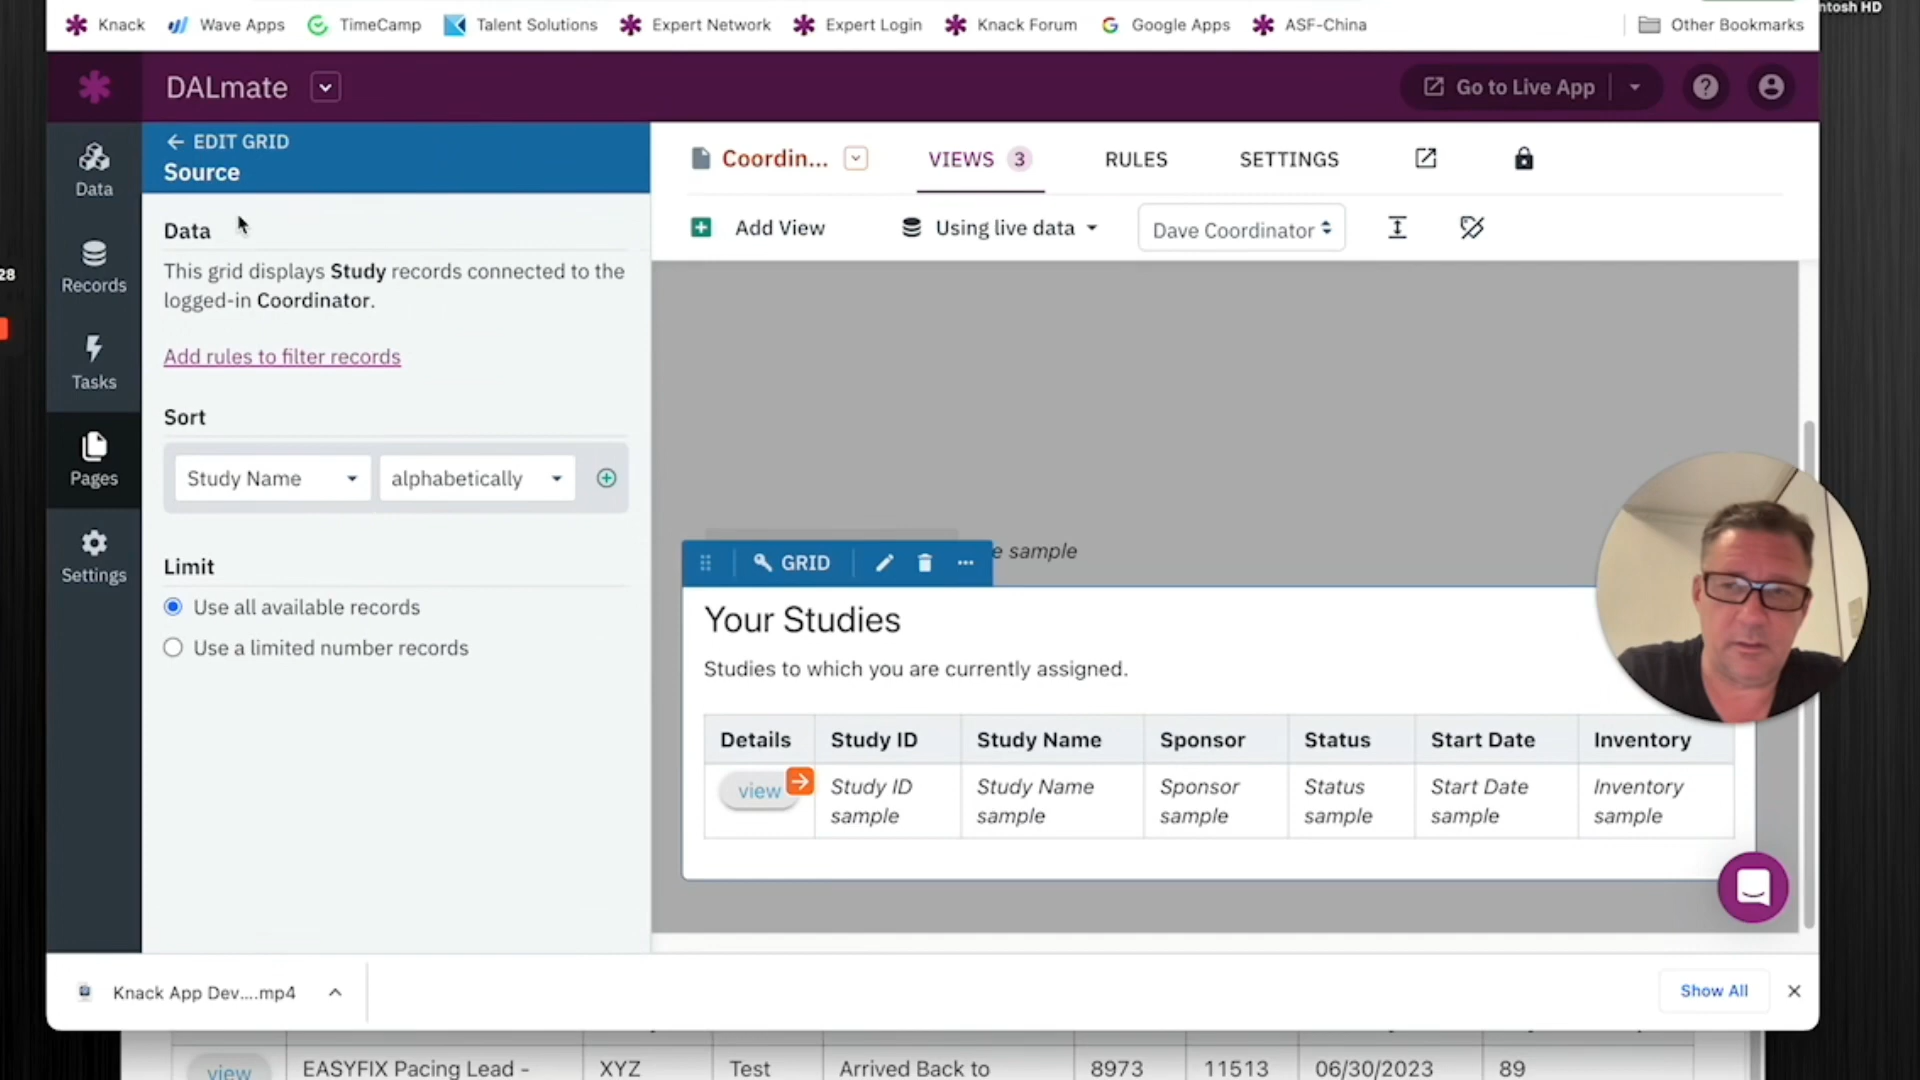 ntosh HD
Knack
Wave Apps
TimeCamp
Talent Solutions
Expert Network
Expert Login
Knack Forum
Google Apps
ASF-China
Other Bookmarks
DALmate
Go to Live App
Data
Records
Tasks
Pages
Settings
28
EDIT GRID
Source
Data
This grid displays Study records connected to the
logged-in Coordinator.
Add rules to filter records
Sort
Study Name
alphabetically
Limit
Use all available records
Use a limited number records
Coordin...
VIEWS 3
RULES
SETTINGS
Add View
Using live data
Dave Coordinator
e sample
GRID
Your Studies
Studies to which you are currently assigned.
Details Study ID Study Name Sponsor Status Start Date Inventory
view Study ID sample Study Name sample Sponsor sample Status sample Start Date sample Inventory sample
Knack App Dev....mp4
Show All
view EASYFIX Pacing Lead - XYZ Test Arrived Back to 8973 11513 06/30/2023 89